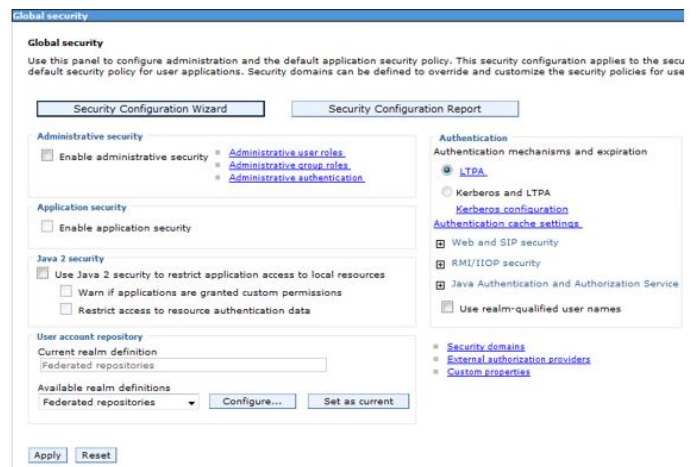 Global security
Global security
Use this panel to configure administration and the default application security policy. This security configuration applies to the secu
default security policy for user applications. Security domains can be defined to override and customize the security policies for use
Security Configuration Wizard
Security Configuration Report
Administrative security
Enable administrative security
Administrative user roles
Administrative group roles
Administrative authentication
Application security
Enable application security
Java 2 security
Use Java 2 security to restrict application access to local resources
Warn if applications are granted custom permissions
Restrict access to resource authentication data
User account repository
Current realm definition
Federated repositories
Available realm definitions
Federated repositories
Configure...
Set as current
Apply
Reset
Authentication
Authentication mechanisms and expiration
LTPA
Kerberos and LTPA
Kerberos configuration
Authentication cache settings
Web and SIP security
RMI/IIOP security
Java Authentication and Authorization Service
Use realm-qualified user names
Security domains
External authorization providers
Custom properties